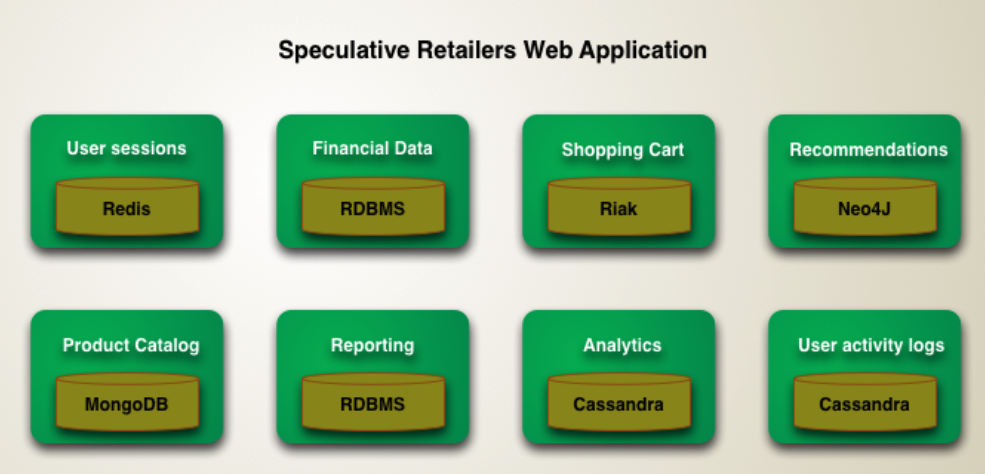 Speculative Retailers Web Application
User sessions
Redis
Financial Data
RDBMS
Shopping Cart
Riak
Recommendations
Neo4J
Product Catalog
MongoDB
Reporting
RDBMS
Analytics
Cassandra
User activity logs
Cassandra